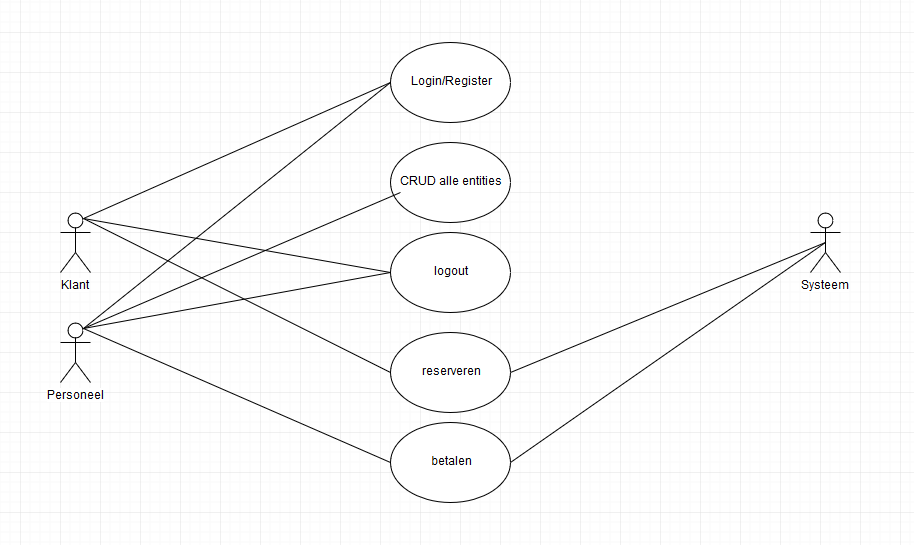 Login/Register
CRUD alle entities
logout
reserveren
betalen
Klant
Personeel
Systeem